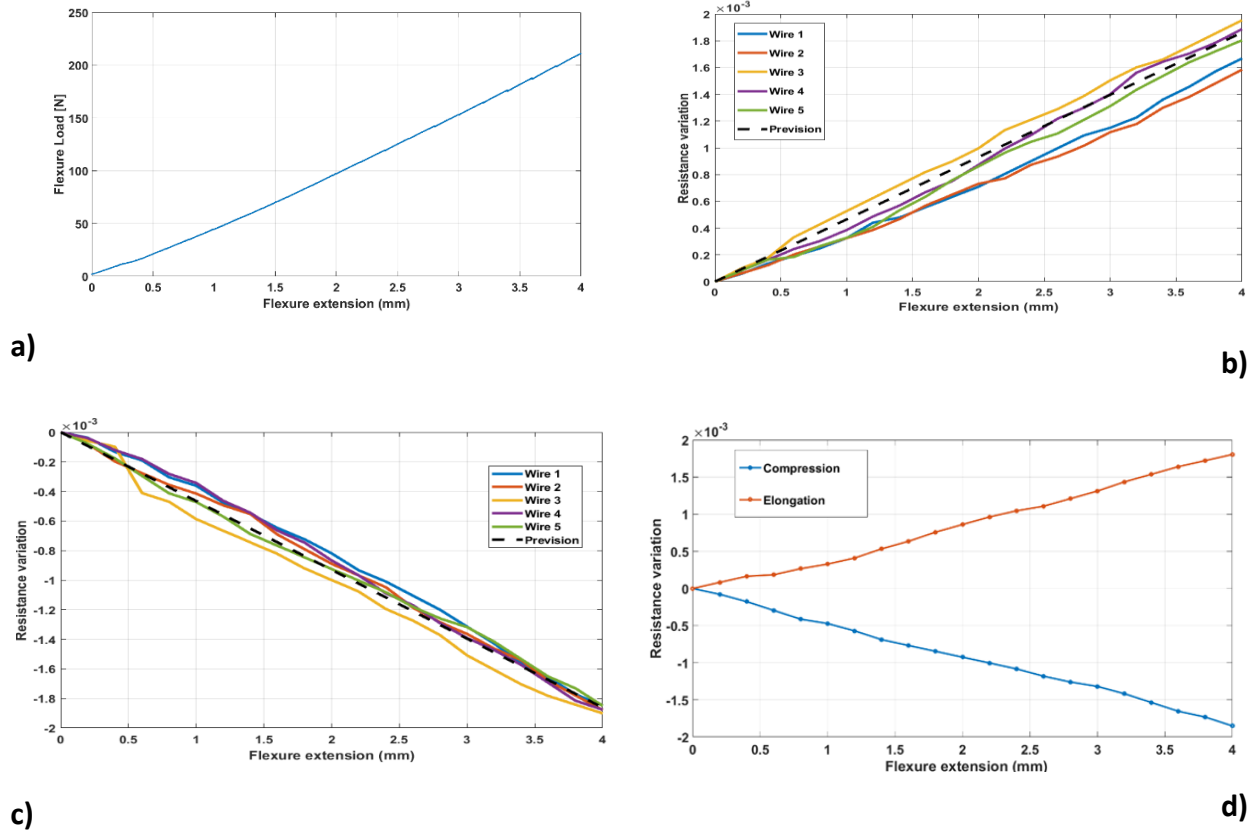 250
200
150
100
50
0
Flexure Load [N]
0 0.5 1 1.5 2 2.5 3 3.5 4
Flexure extension (mm)
a)
×10⁻³
2
1.8
1.6
1.4
1.2
1
0.8
0.6
0.4
0.2
0
Resistance variation
Wire 1
Wire 2
Wire 3
Wire 4
Wire 5
Prevision
0 0.5 1 1.5 2 2.5 3 3.5 4
Flexure extension (mm)
b)
×10⁻³
0
-0.2
-0.4
-0.6
-0.8
-1
-1.2
-1.4
-1.6
-1.8
-2
Resistance variation
Wire 1
Wire 2
Wire 3
Wire 4
Wire 5
Prevision
0 0.5 1 1.5 2 2.5 3 3.5 4
Flexure extension (mm)
c)
×10⁻³
2
1.5
1
0.5
0
-0.5
-1
-1.5
-2
Resistance variation
Compression
Elongation
0 0.5 1 1.5 2 2.5 3 3.5 4
Flexure extension (mm)
d)